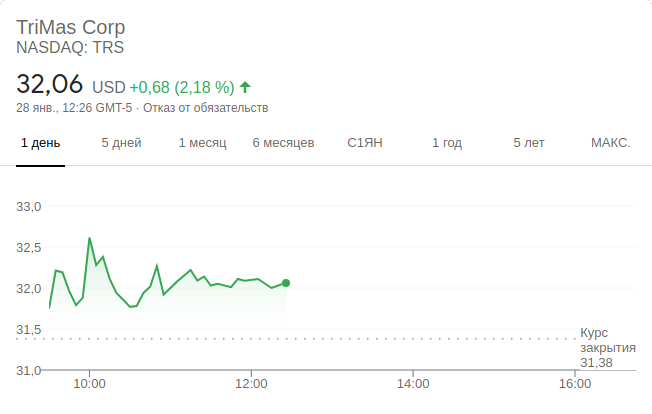 TriMas Corp
NASDAQ: TRS
32,06 USD +0,68 (2,18 %)
28 янв., 12:26 GMT-5 · Отказ от обязательств
1 день 5 дней 1 месяц 6 месяцев С1ЯН 1 год 5 лет МАКС.
33,0
32,5
32,0
31,5
Курс
закрытия
31,38
31,0
10:00 12:00 14:00 16:00